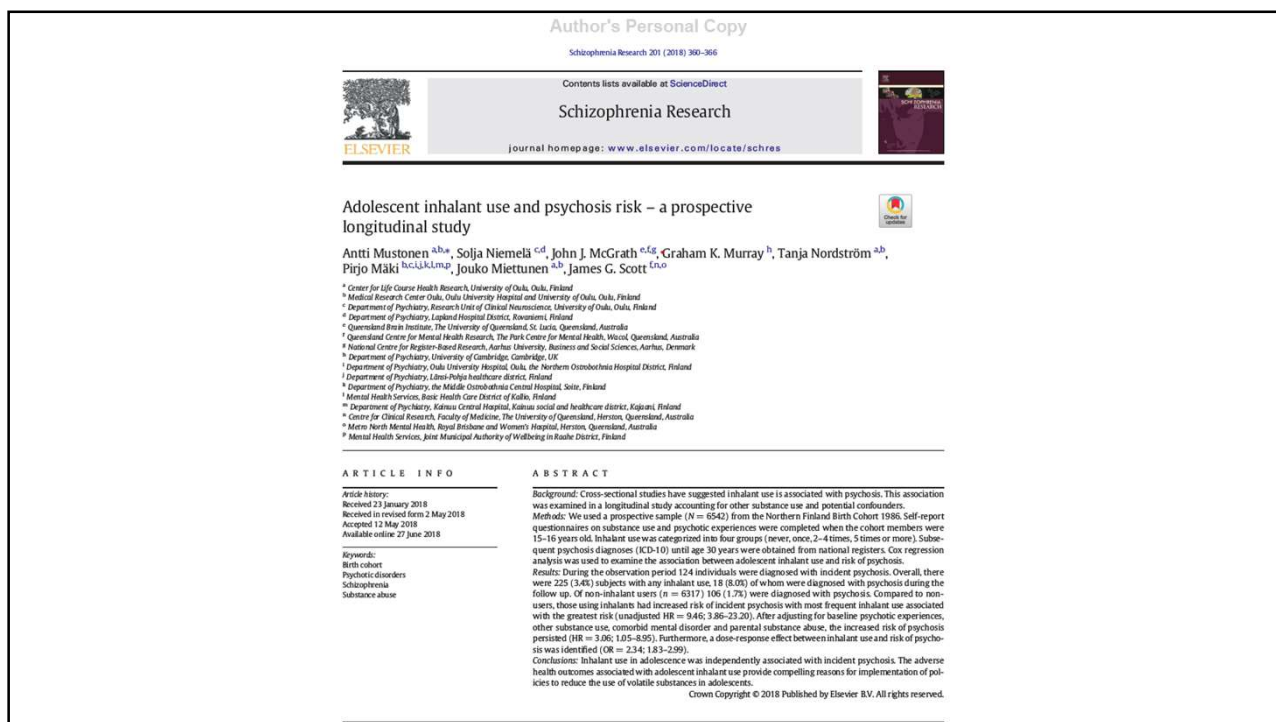 Author's Personal Copy
Schizophrenia Research 201 (2018) 360–366
Contents lists available at ScienceDirect
Schizophrenia Research
journal homepage: www.elsevier.com/locate/schres
ELSEVIER
SCHIZOPHRENIA
RESEARCH
Adolescent inhalant use and psychosis risk – a prospective
longitudinal study
Check for
updates
Antti Mustonen a,b,*, Solja Niemelä c,d, John J. McGrath e,f,g, Graham K. Murray h, Tanja Nordström a,b,
Pirjo Mäki b,c,i,j,k,l,m,p, Jouko Miettunen a,b, James G. Scott f,n,o
a Center for Life Course Health Research, University of Oulu, Oulu, Finland
b Medical Research Center Oulu, Oulu University Hospital and University of Oulu, Oulu, Finland
c Department of Psychiatry, Research Unit of Clinical Neuroscience, University of Oulu, Oulu, Finland
d Department of Psychiatry, Lapland Hospital District, Rovaniemi, Finland
e Queensland Brain Institute, The University of Queensland, St. Lucia, Queensland, Australia
f Queensland Centre for Mental Health Research, The Park Centre for Mental Health, Wacol, Queensland, Australia
g National Centre for Register-Based Research, Aarhus University, Business and Social Sciences, Aarhus, Denmark
h Department of Psychiatry, University of Cambridge, Cambridge, UK
i Department of Psychiatry, Oulu University Hospital, Oulu, the Northern Ostrobothnia Hospital District, Finland
j Department of Psychiatry, Länsi-Pohja healthcare district, Finland
k Department of Psychiatry, the Middle Ostrobothnia Central Hospital, Soite, Finland
l Mental Health Services, Basic Health Care District of Kallio, Finland
m Department of Psychiatry, Kainuu Central Hospital, Kainuu social and healthcare district, Kajaani, Finland
n Centre for Clinical Research, Faculty of Medicine, The University of Queensland, Herston, Queensland, Australia
o Metro North Mental Health, Royal Brisbane and Women's Hospital, Herston, Queensland, Australia
p Mental Health Services, Joint Municipal Authority of Wellbeing in Raahe District, Finland
ARTICLE INFO
Article history:
Received 23 January 2018
Received in revised form 2 May 2018
Accepted 12 May 2018
Available online 27 June 2018
Keywords:
Birth cohort
Psychotic disorders
Schizophrenia
Substance abuse
ABSTRACT
Background: Cross-sectional studies have suggested inhalant use is associated with psychosis. This association
was examined in a longitudinal study accounting for other substance use and potential confounders.
Methods: We used a prospective sample (N = 6542) from the Northern Finland Birth Cohort 1986. Self-report
questionnaires on substance use and psychotic experiences were completed when the cohort members were
15–16 years old. Inhalant use was categorized into four groups (never, once, 2–4 times, 5 times or more). Subse-
quent psychosis diagnoses (ICD-10) until age 30 years were obtained from national registers. Cox regression
analysis was used to examine the association between adolescent inhalant use and risk of psychosis.
Results: During the observation period 124 individuals were diagnosed with incident psychosis. Overall, there
were 225 (3.4%) subjects with any inhalant use, 18 (8.0%) of whom were diagnosed with psychosis during the
follow up. Of non-inhalant users (n = 6317) 106 (1.7%) were diagnosed with psychosis. Compared to non-
users, those using inhalants had increased risk of incident psychosis with most frequent inhalant use associated
with the greatest risk (unadjusted HR = 9.46; 3.86–23.20). After adjusting for baseline psychotic experiences,
other substance use, comorbid mental disorder and parental substance abuse, the increased risk of psychosis
persisted (HR = 3.06; 1.05–8.95). Furthermore, a dose-response effect between inhalant use and risk of psycho-
sis was identified (OR = 2.34; 1.83–2.99).
Conclusions: Inhalant use in adolescence was independently associated with incident psychosis. The adverse
health outcomes associated with adolescent inhalant use provide compelling reasons for implementation of pol-
icies to reduce the use of volatile substances in adolescents.
Crown Copyright © 2018 Published by Elsevier B.V. All rights reserved.